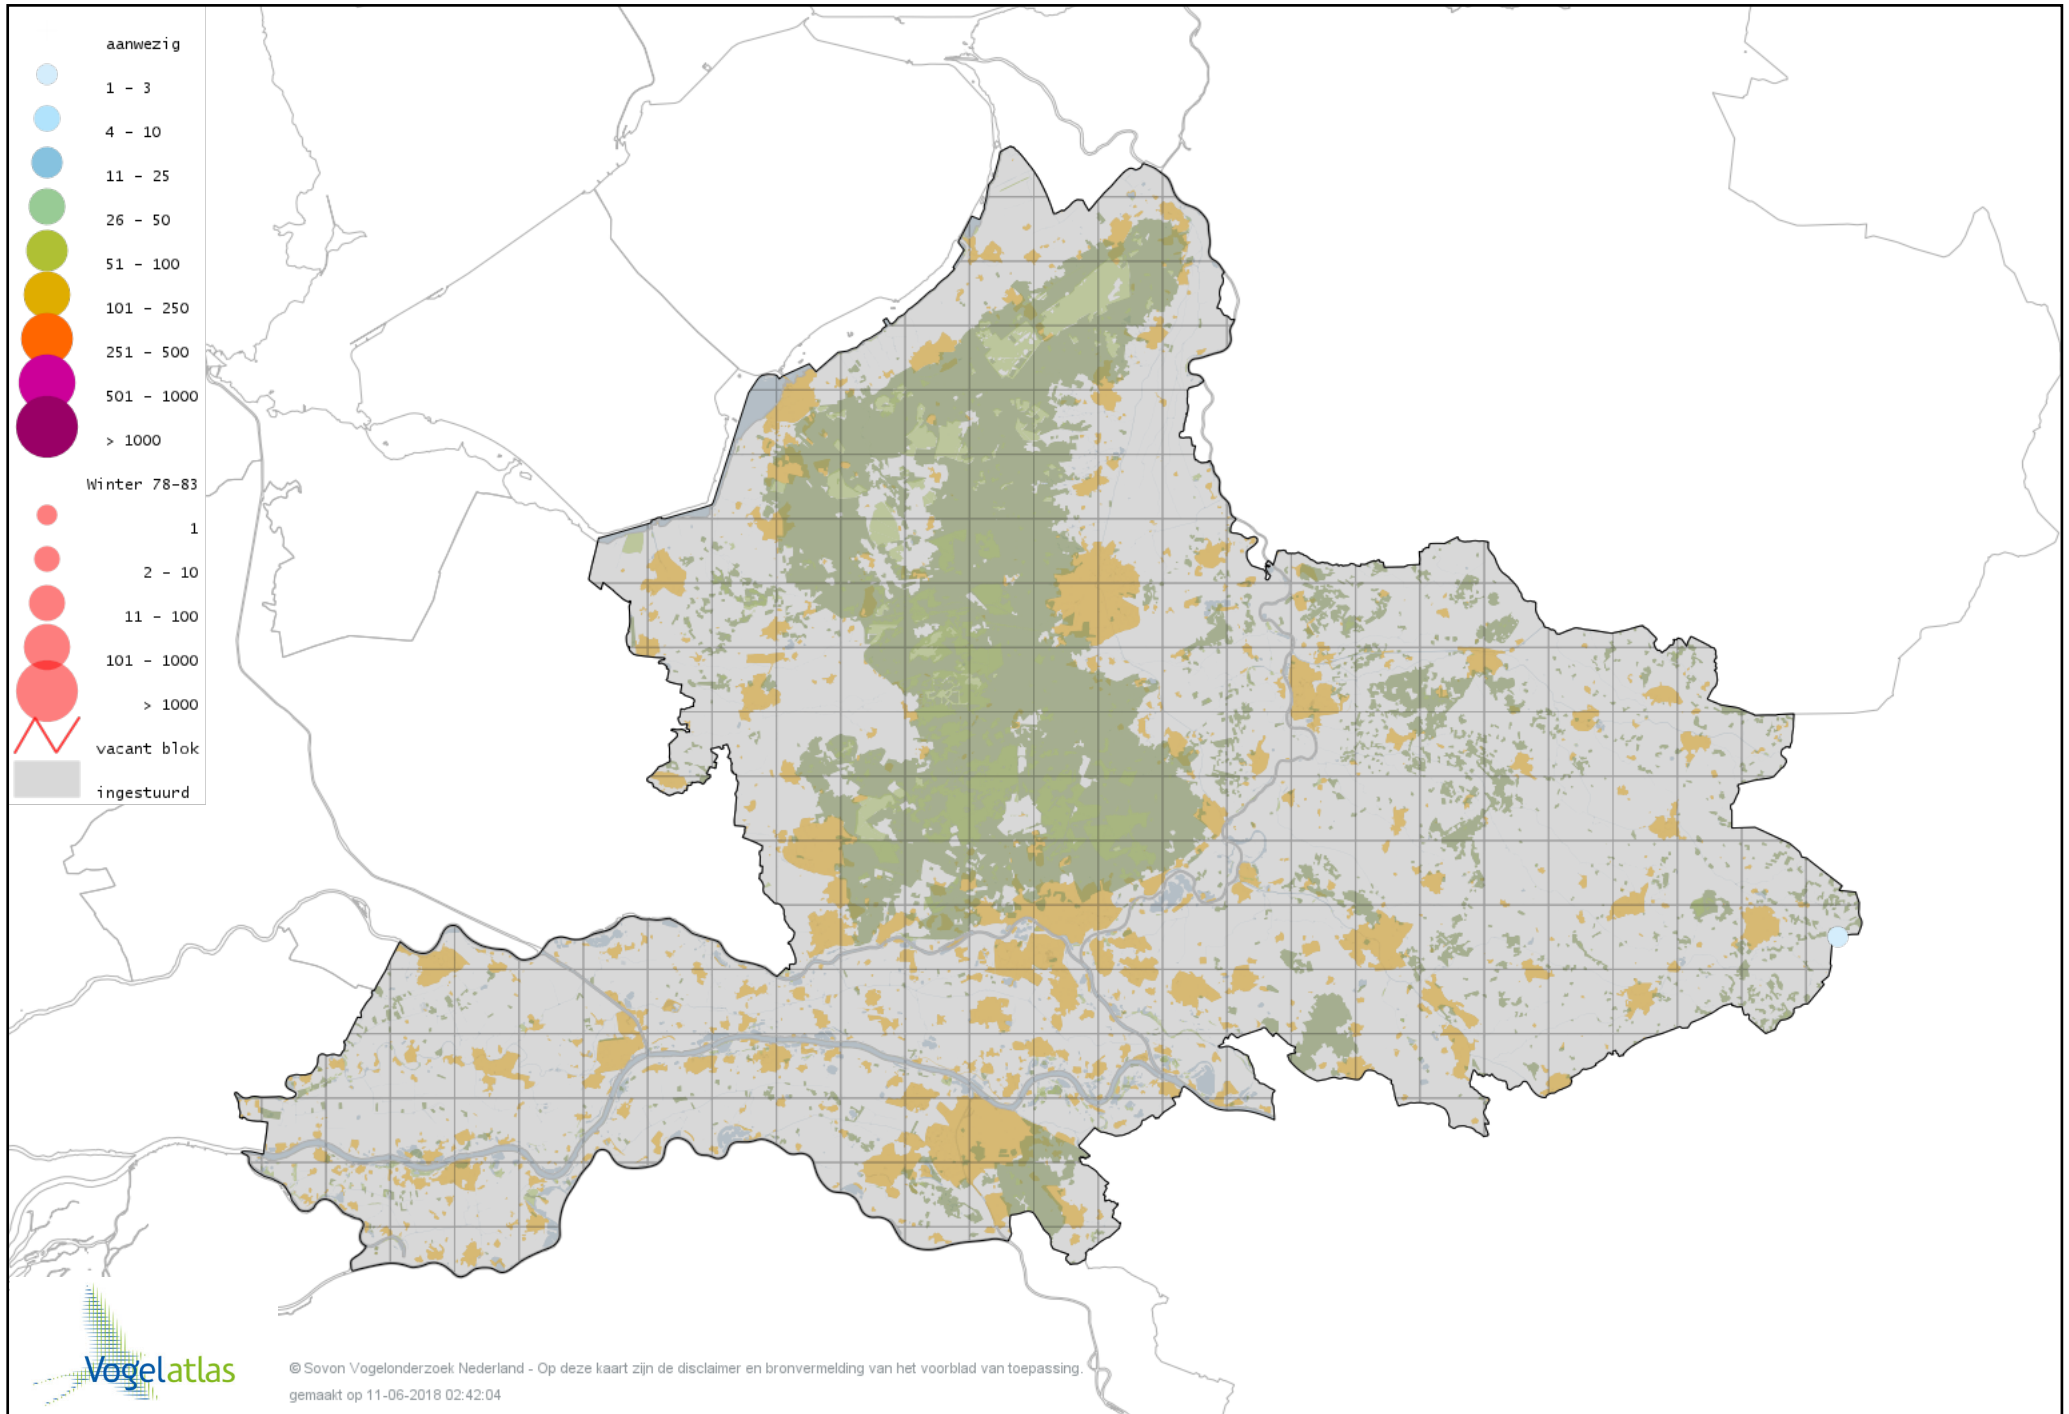 aanwezig
1 - 3
4 - 10
11 - 25
26 - 50
51 - 100
101 - 250
251 - 500
501 - 1000
> 1000
Winter 78-83
1
2 - 10
11 - 100
101 - 1000
> 1000
vacant blok
ingestuurd
Vogelatlas
© Sovon Vogelonderzoek Nederland - Op deze kaart zijn de disclaimer en bronvermelding van het voorblad van toepassing.
gemaakt op 11-06-2018 02:42:04